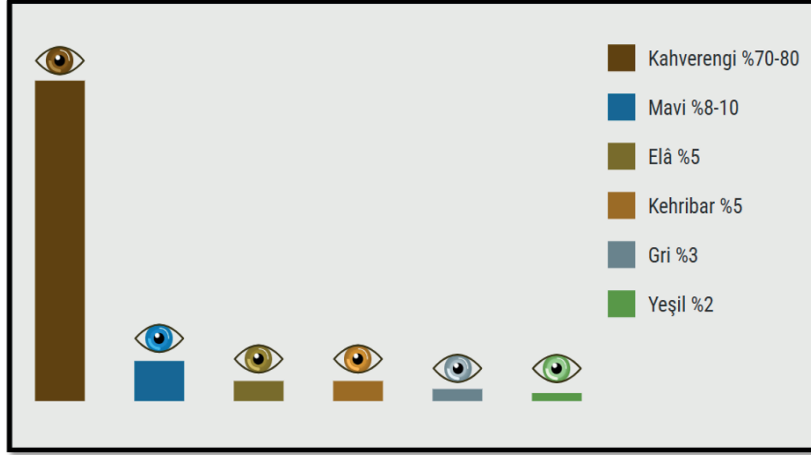 Kahverengi %70-80
Mavi %8-10
Elâ %5
Kehribar %5
Gri %3
Yeşil %2